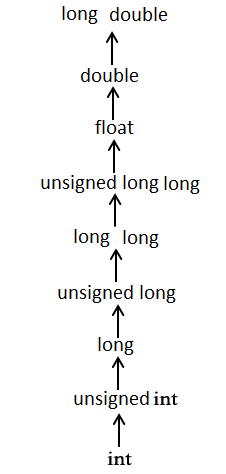 long double
double
float
unsigned long long
long long
unsigned long
long
unsigned int
int